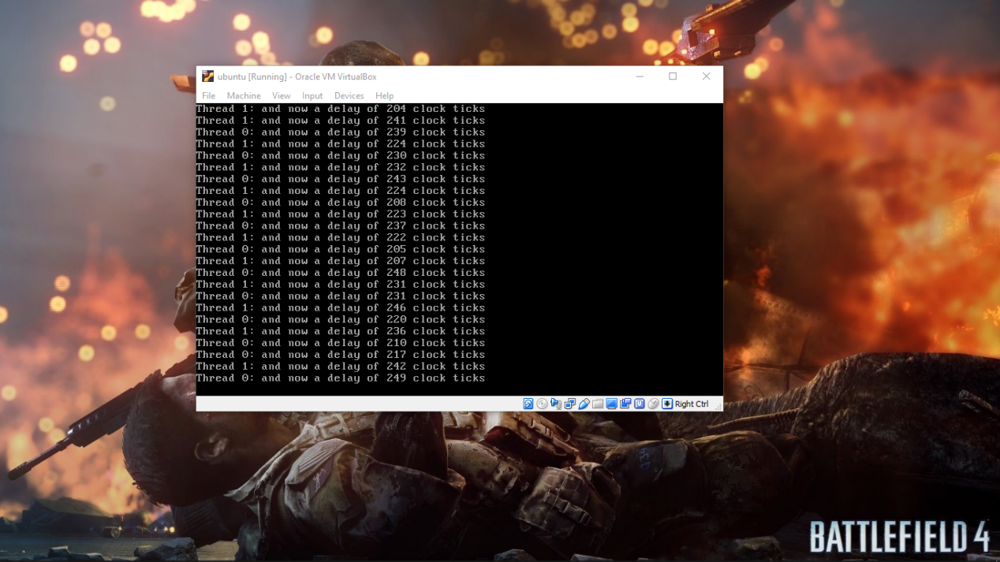 ubuntu [Running] - Oracle VM VirtualBox
File Machine View Input Devices Help
Thread 1: and now a delay of 204 clock ticks
Thread 1: and now a delay of 241 clock ticks
Thread 0: and now a delay of 239 clock ticks
Thread 1: and now a delay of 224 clock ticks
Thread 0: and now a delay of 230 clock ticks
Thread 1: and now a delay of 232 clock ticks
Thread 0: and now a delay of 243 clock ticks
Thread 1: and now a delay of 224 clock ticks
Thread 0: and now a delay of 208 clock ticks
Thread 1: and now a delay of 223 clock ticks
Thread 0: and now a delay of 237 clock ticks
Thread 1: and now a delay of 222 clock ticks
Thread 0: and now a delay of 205 clock ticks
Thread 1: and now a delay of 207 clock ticks
Thread 0: and now a delay of 248 clock ticks
Thread 1: and now a delay of 231 clock ticks
Thread 0: and now a delay of 231 clock ticks
Thread 1: and now a delay of 246 clock ticks
Thread 0: and now a delay of 220 clock ticks
Thread 1: and now a delay of 236 clock ticks
Thread 0: and now a delay of 210 clock ticks
Thread 0: and now a delay of 217 clock ticks
Thread 1: and now a delay of 242 clock ticks
Thread 0: and now a delay of 249 clock ticks
Right Ctrl
BATTLEFIELD 4